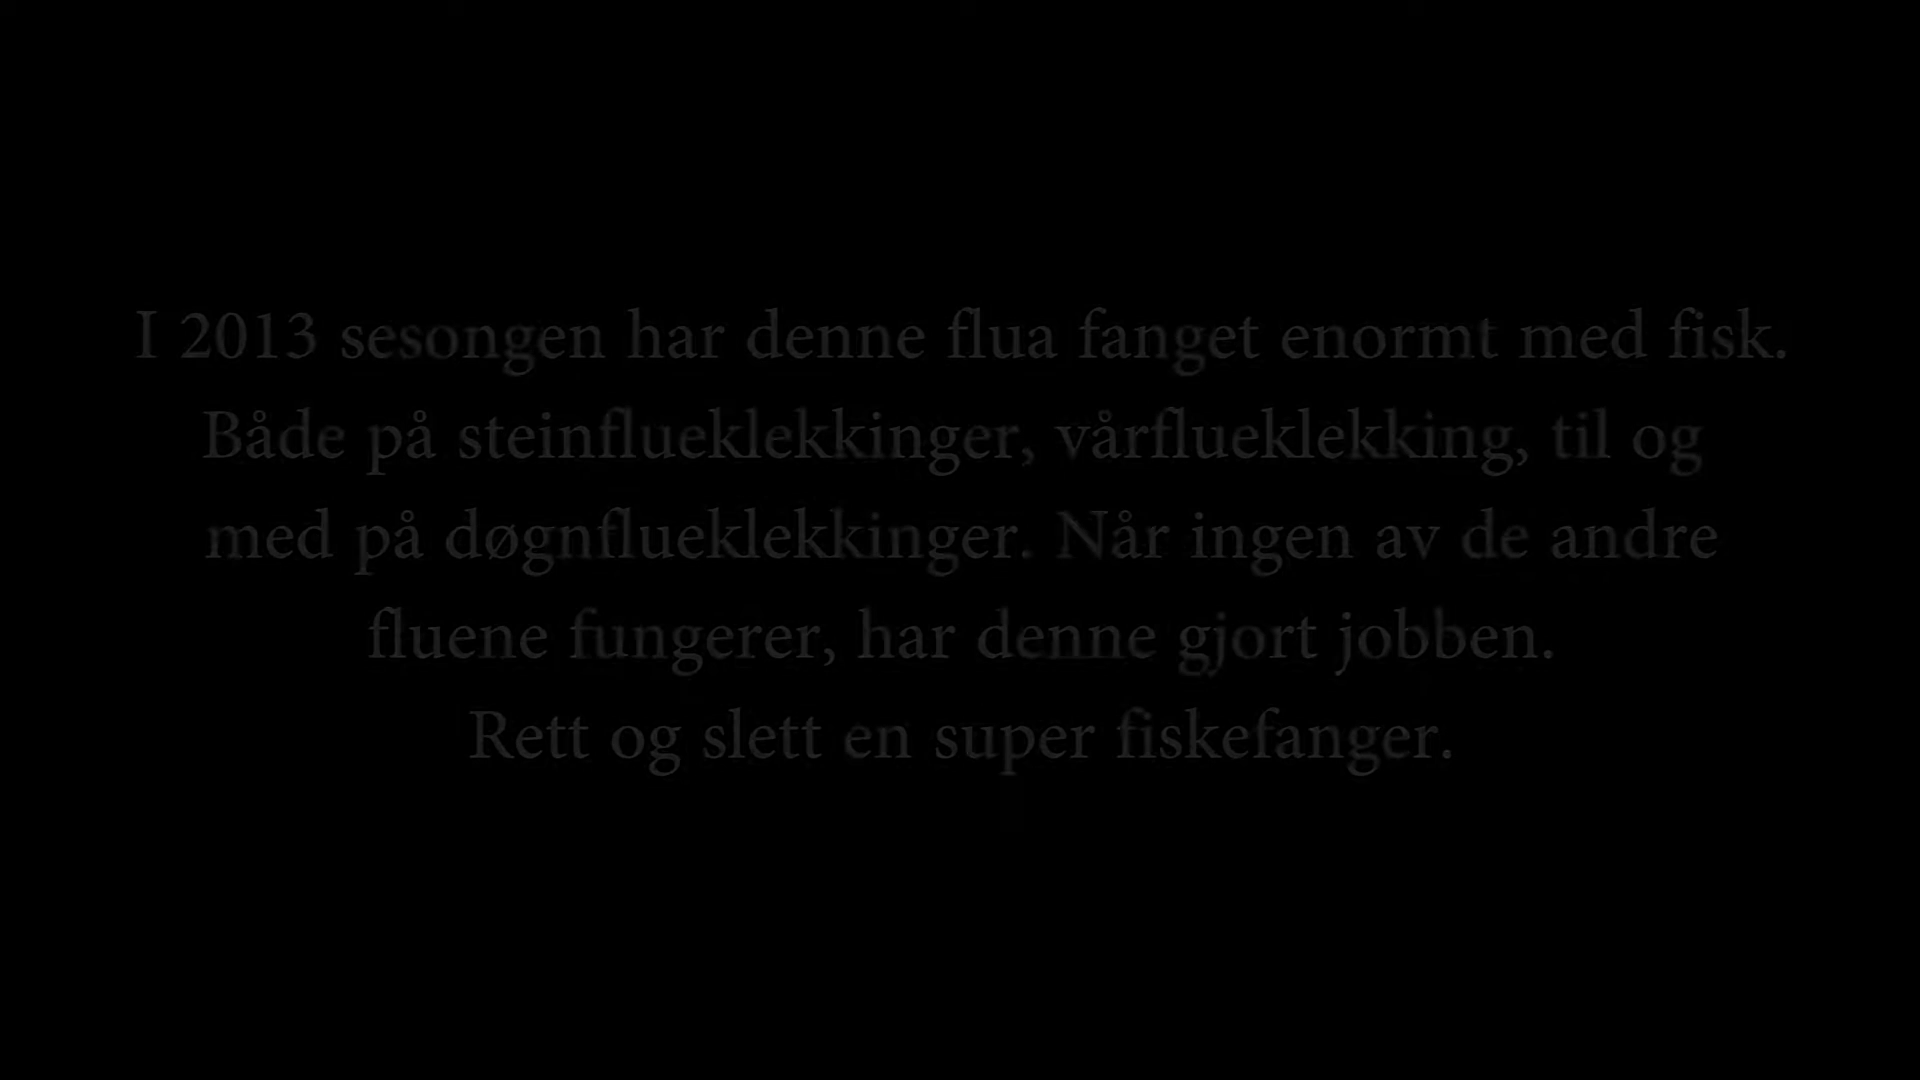 I 2013 sesongen har denne flua fanget enormt med fisk.
Både på steinflueklekkinger, vårflueklekking, til og
med på døgnflueklekkinger. Når ingen av de andre
fluene fungerer, har denne gjort jobben.
Rett og slett en super fiskefanger.